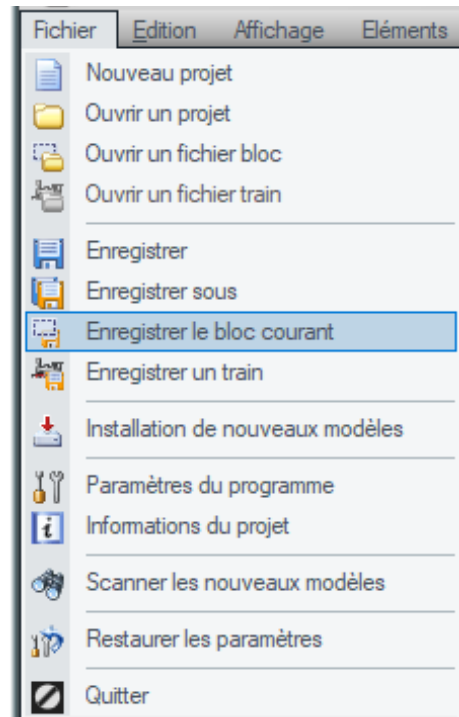 Fichier Edition Affichage Eléments
Nouveau projet
Ouvrir un projet
Ouvrir un fichier bloc
Ouvrir un fichier train
Enregistrer
Enregistrer sous
Enregistrer le bloc courant
Enregistrer un train
Installation de nouveaux modèles
Paramètres du programme
Informations du projet
Scanner les nouveaux modèles
Restaurer les paramètres
Quitter